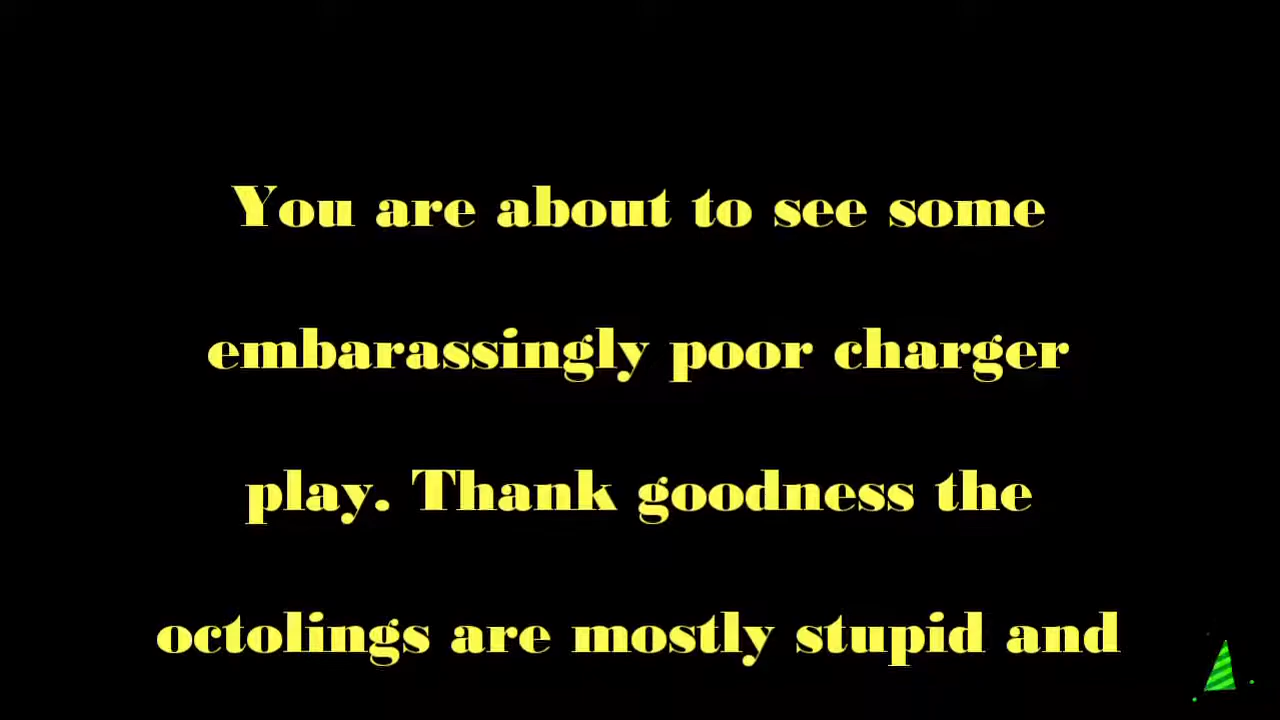 You are about to see some
embarassingly poor charger
play. Thank goodness the
octolings are mostly stupid and